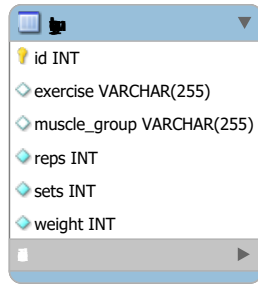 id INT
exercise VARCHAR(255)
muscle_group VARCHAR(255)
reps INT
sets INT
weight INT